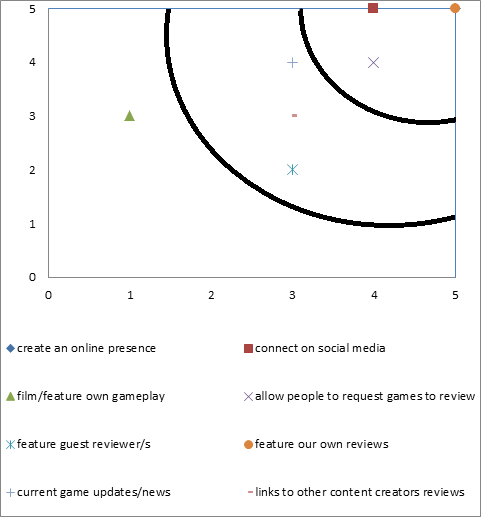 5
4
3
2
1
0
0 1 2 3 4 5
create an online presence connect on social media
film/feature own gameplay allow people to request games to review
feature guest reviewer/s feature our own reviews
current game updates/news links to other content creators reviews